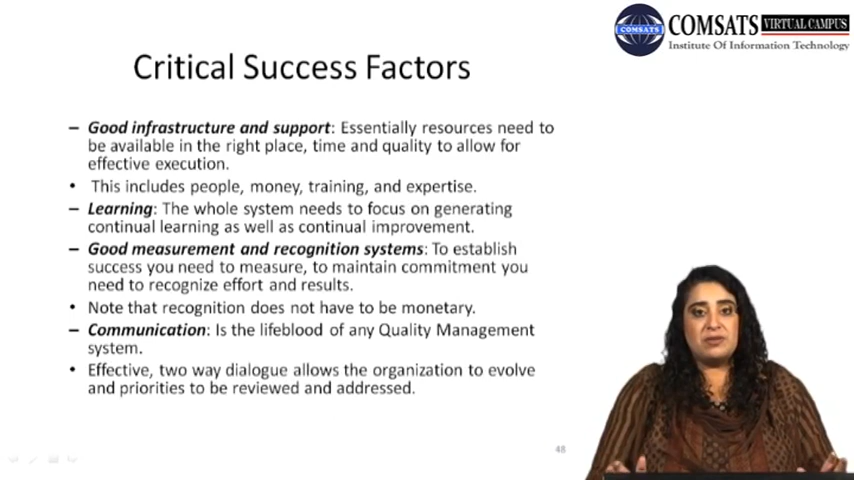 COMSATS VIRTUAL CAMPUS
COMSATS
Institute Of Information Technology
Critical Success Factors
– Good infrastructure and support: Essentially resources need to
be available in the right place, time and quality to allow for
effective execution.
• This includes people, money, training, and expertise.
– Learning: The whole system needs to focus on generating
continual learning as well as continual improvement.
– Good measurement and recognition systems: To establish
success you need to measure, to maintain commitment you
need to recognize effort and results.
• Note that recognition does not have to be monetary.
– Communication: Is the lifeblood of any Quality Management
system.
• Effective, two way dialogue allows the organization to evolve
and priorities to be reviewed and addressed.
48